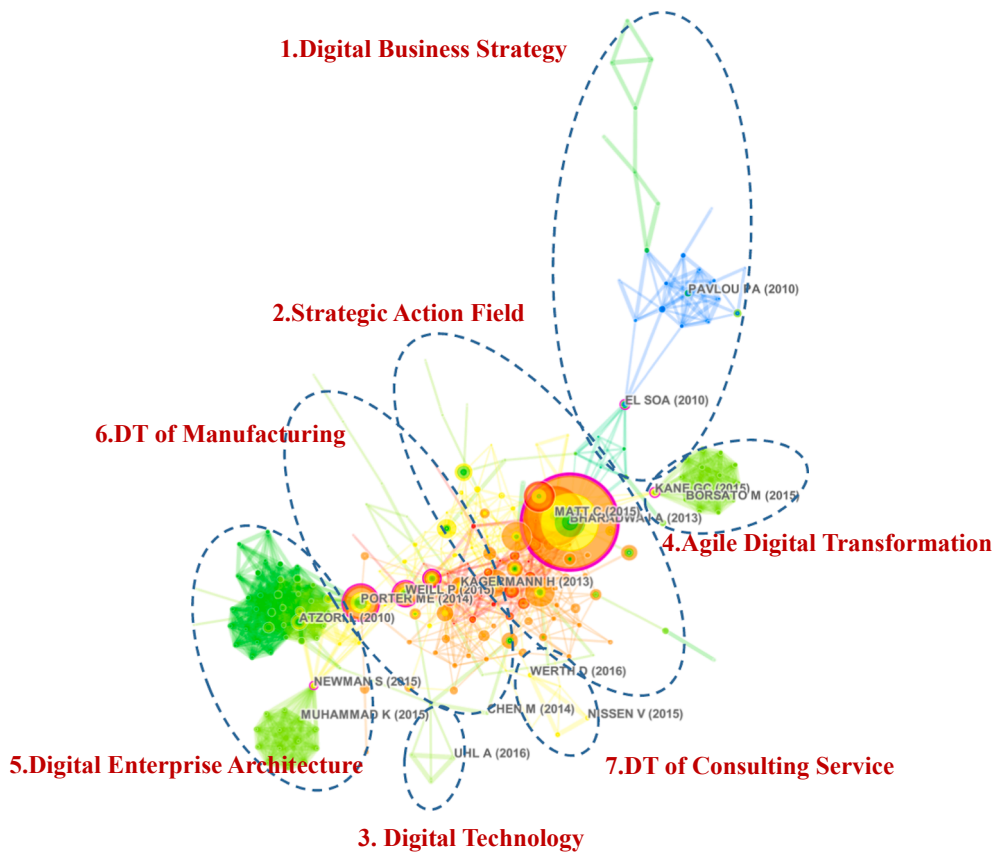 1.Digital Business Strategy
PAVLOU PA (2010)
2.Strategic Action Field
EL SOA (2010)
6.DT of Manufacturing
KANE GC (2015)
BORSATO M (2015)
MATT C (2015)
BHARADWAJ A (2013)
4.Agile Digital Transformation
KAGERMANN H (2013)
WEILL P (2015)
PORTER ME (2014)
ATZORI L (2010)
WERTH D (2016)
NEWMAN S (2015)
CHEN M (2014)
MUHAMMAD K (2015)
NISSEN V (2015)
UHL A (2016)
5.Digital Enterprise Architecture
7.DT of Consulting Service
3. Digital Technology